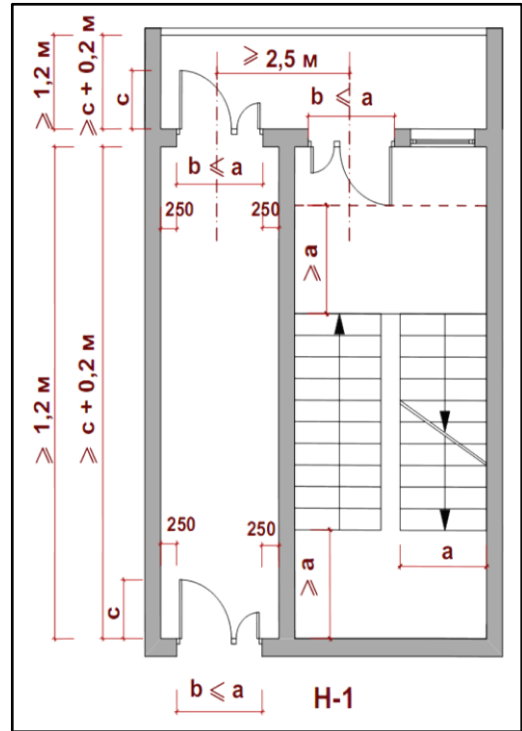 ⩾ 2,5 м
⩾ 1,2 м
⩾ c + 0,2 м
c
b ⩽ a
b ⩽ a
250
250
⩾ a
⩾ 1,2 м
⩾ c + 0,2 м
250
250
⩾ a
a
c
b ⩽ a
Н-1